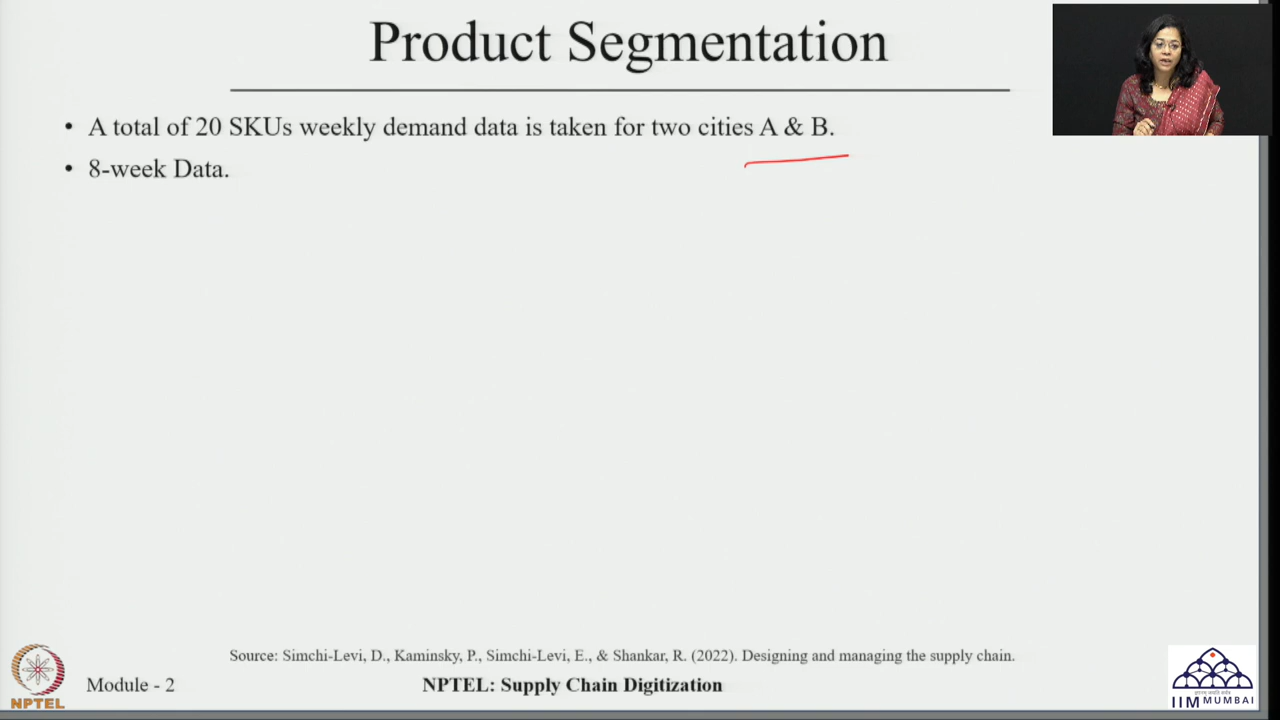 Product Segmentation
• A total of 20 SKUs weekly demand data is taken for two cities A & B.
• 8-week Data.
Source: Simchi-Levi, D., Kaminsky, P., Simchi-Levi, E., & Shankar, R. (2022). Designing and managing the supply chain.
Module - 2
NPTEL: Supply Chain Digitization
NPTEL
IIM MUMBAI